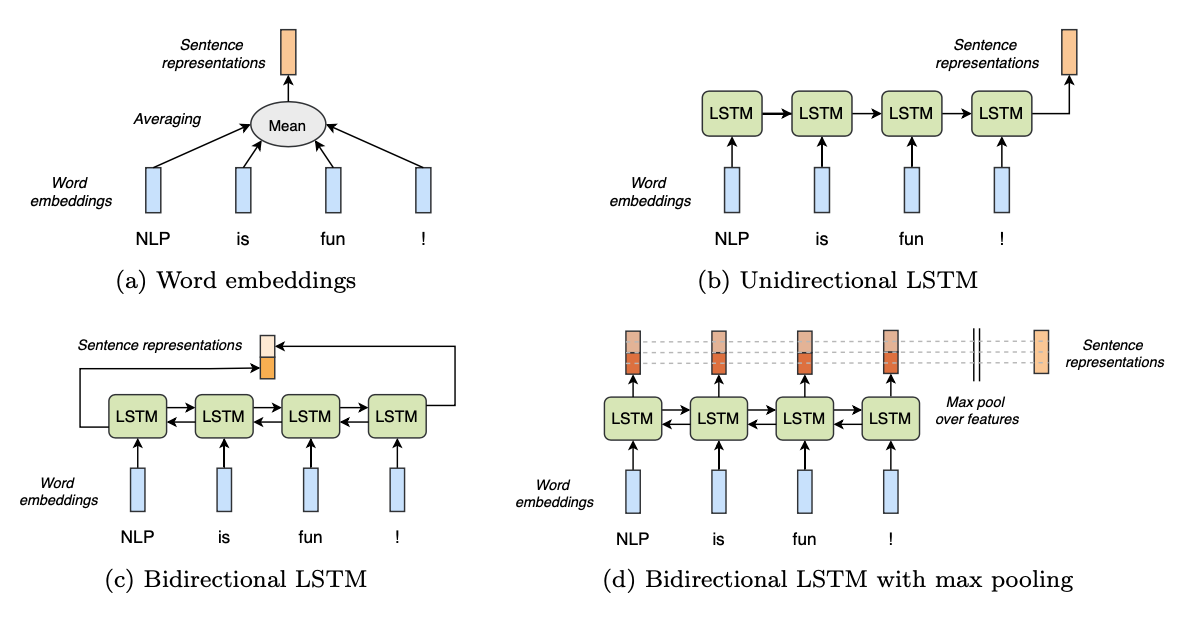 Sentence
representations
Averaging
Mean
Word
embeddings
NLP is fun !
(a) Word embeddings
Sentence
representations
LSTM LSTM LSTM LSTM
Word
embeddings
NLP is fun !
(b) Unidirectional LSTM
Sentence representations
LSTM LSTM LSTM LSTM
Word
embeddings
NLP is fun !
(c) Bidirectional LSTM
Sentence
representations
Max pool
over features
LSTM LSTM LSTM LSTM
Word
embeddings
NLP is fun !
(d) Bidirectional LSTM with max pooling